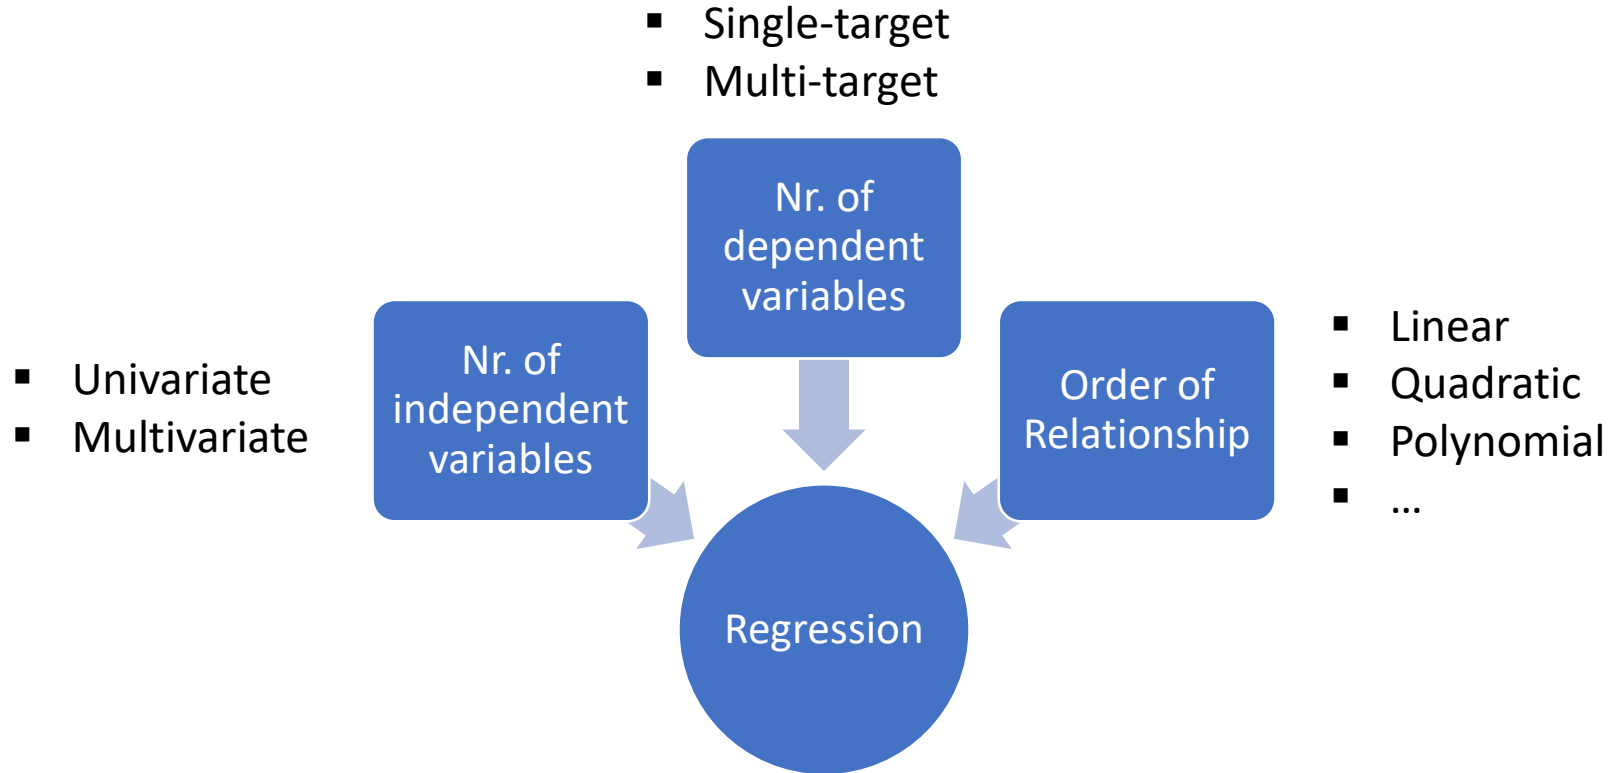 Single-target
Multi-target
Nr. of
dependent
variables
Univariate
Multivariate
Nr. of
independent
variables
Order of
Relationship
Linear
Quadratic
Polynomial
...
Regression